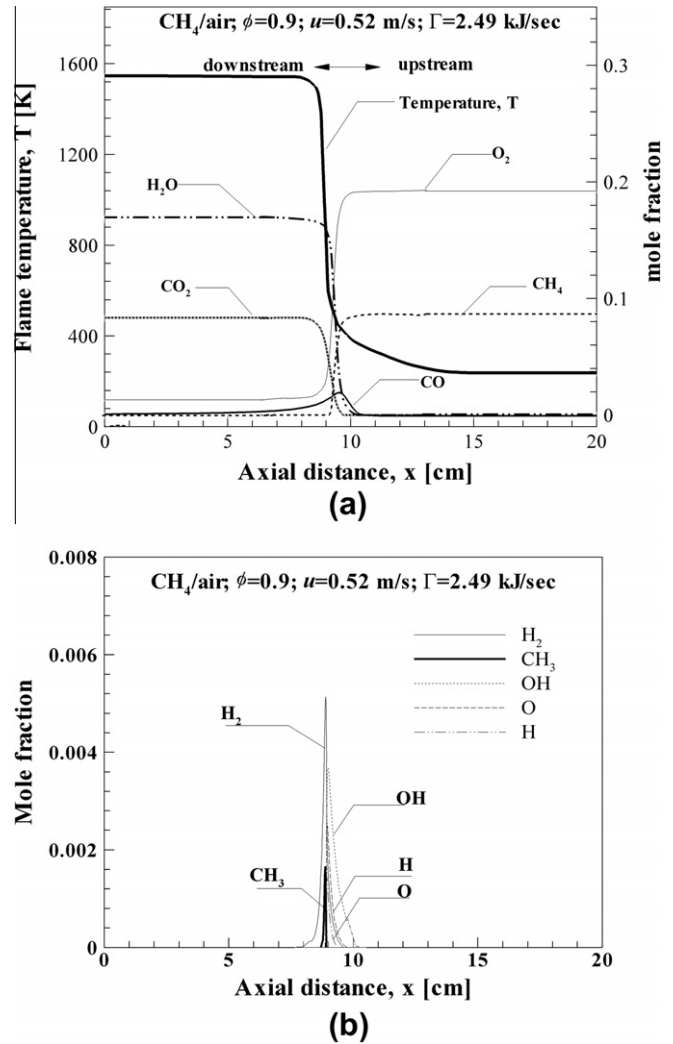 CH₄/air; ϕ=0.9; u=0.52 m/s; Γ=2.49 kJ/sec
downstream upstream
Temperature, T
O₂
H₂O
CO₂
CH₄
CO
Flame temperature, T [K]
1600
1200
800
400
0
mole fraction
0.3
0.2
0.1
0
0 5 10 15 20
Axial distance, x [cm]
(a)
CH₄/air; ϕ=0.9; u=0.52 m/s; Γ=2.49 kJ/sec
H₂
CH₃
OH
O
H
H₂
OH
CH₃
H
O
Mole fraction
0.008
0.006
0.004
0.002
0
0 5 10 15 20
Axial distance, x [cm]
(b)